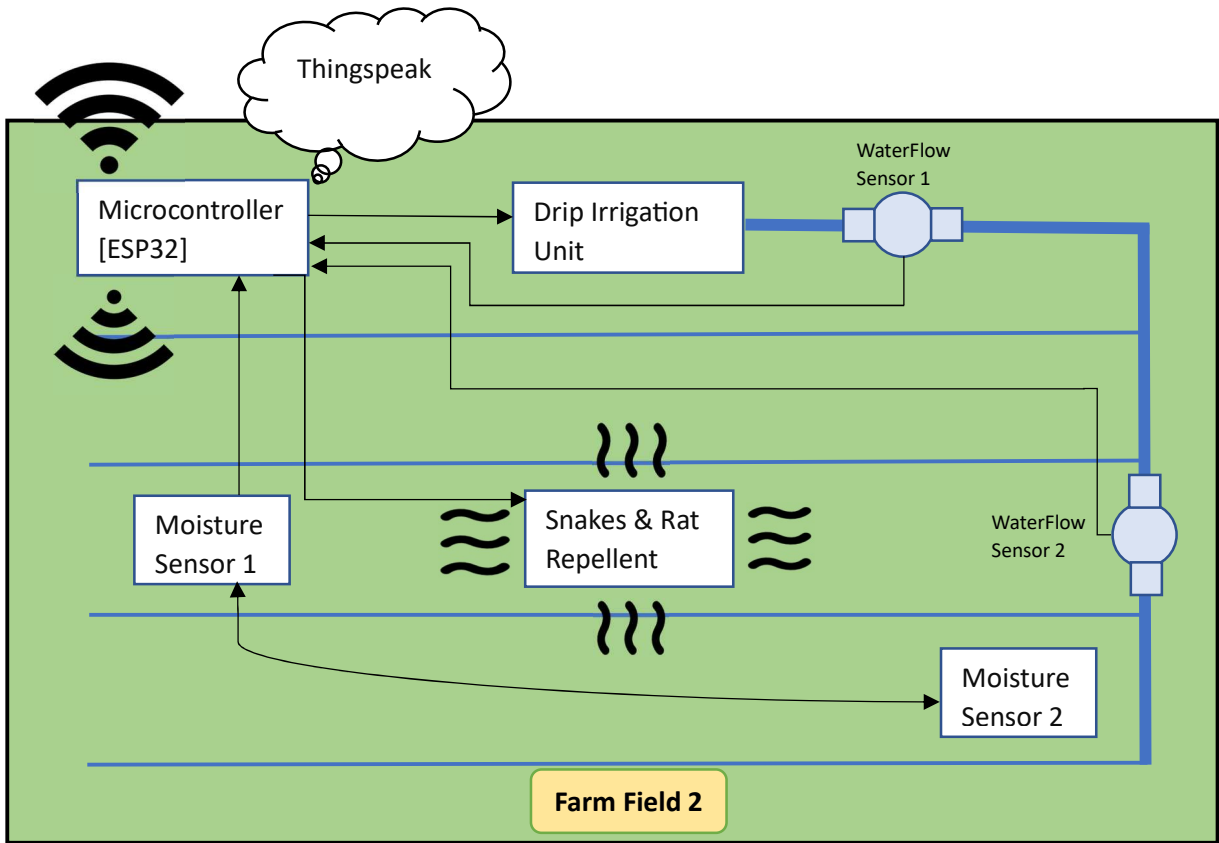 Thingspeak
WaterFlow
Sensor 1
Microcontroller
[ESP32]
Drip Irrigation
Unit
Moisture
Sensor 1
Snakes & Rat
Repellent
WaterFlow
Sensor 2
Moisture
Sensor 2
Farm Field 2